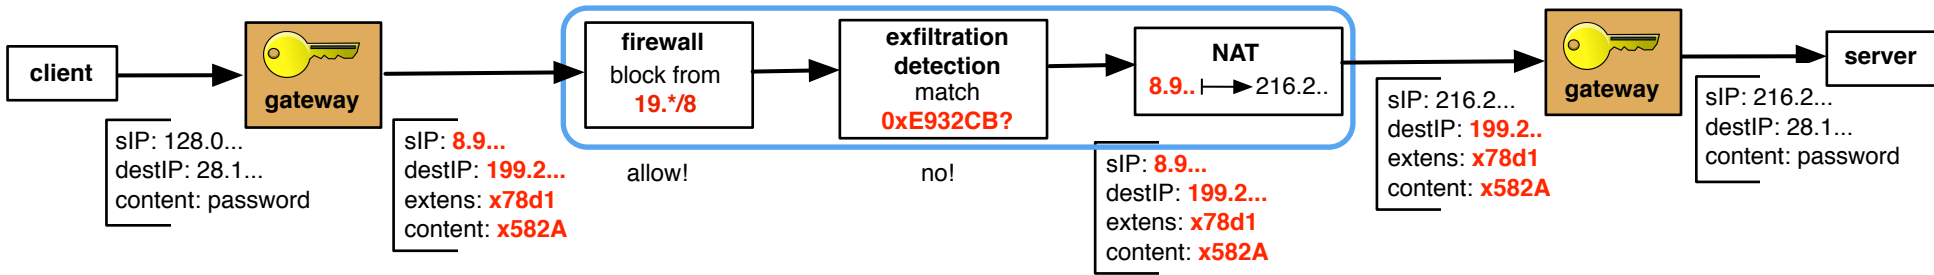 client
gateway
firewall
block from
19.*/8
exfiltration
detection
match
0xE932CB?
NAT
8.9.. 216.2..
gateway
server
sIP: 128.0...
destIP: 28.1...
content: password
sIP: 8.9...
destIP: 199.2...
extens: x78d1
content: x582A
allow!
no!
sIP: 8.9...
destIP: 199.2...
extens: x78d1
content: x582A
sIP: 216.2...
destIP: 199.2..
extens: x78d1
content: x582A
sIP: 216.2...
destIP: 28.1...
content: password